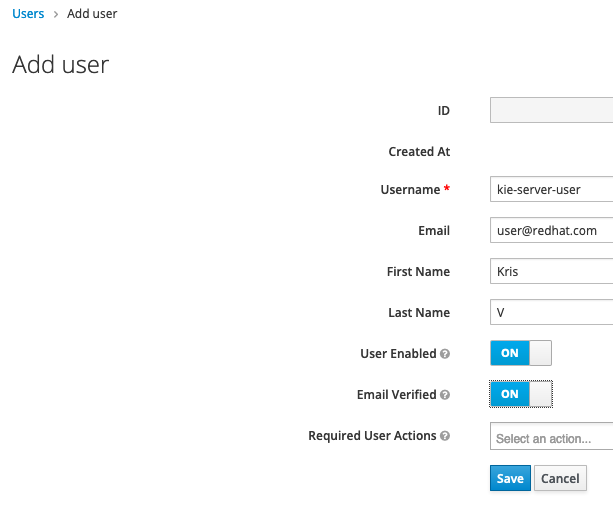 Users > Add user
Add user
ID
Created At
Username * kie-server-user
Email user@redhat.com
First Name Kris
Last Name V
User Enabled ? ON
Email Verified ? ON
Required User Actions ? Select an action...
Save Cancel